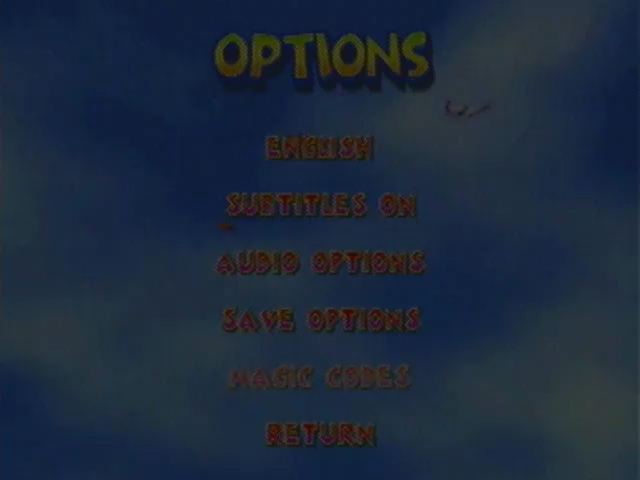 OPTIONS
ENGLISH
SUBTITLES ON
AUDIO OPTIONS
SAVE OPTIONS
MAGIC CODES
RETURN